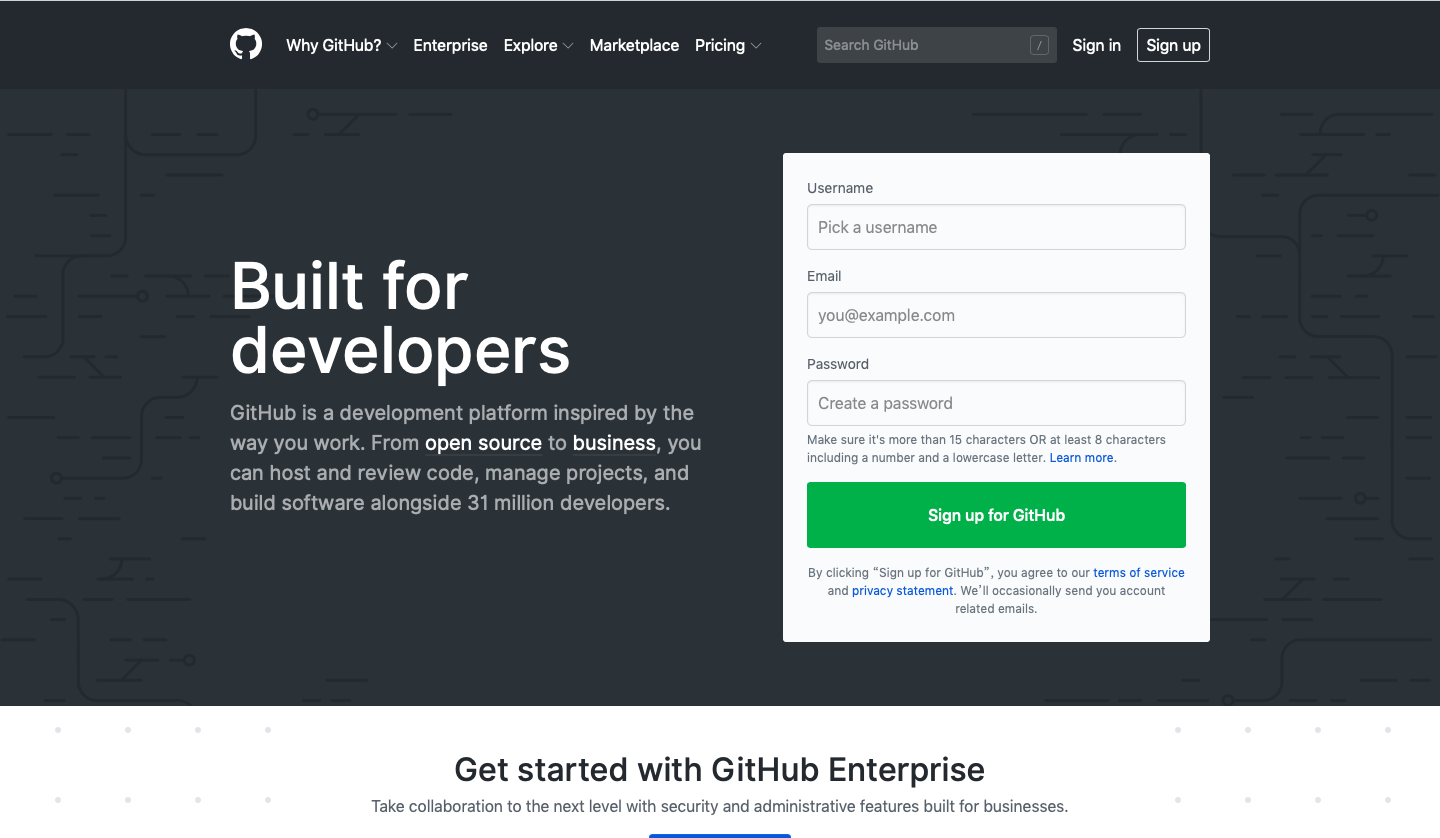 Why GitHub? Enterprise Explore Marketplace Pricing Search GitHub / Sign in Sign up
Built for
developers
GitHub is a development platform inspired by the
way you work. From open source to business, you
can host and review code, manage projects, and
build software alongside 31 million developers.
Username
Pick a username
Email
you@example.com
Password
Create a password
Make sure it's more than 15 characters OR at least 8 characters
including a number and a lowercase letter. Learn more.
Sign up for GitHub
By clicking “Sign up for GitHub”, you agree to our terms of service
and privacy statement. We’ll occasionally send you account
related emails.
Get started with GitHub Enterprise
Take collaboration to the next level with security and administrative features built for businesses.